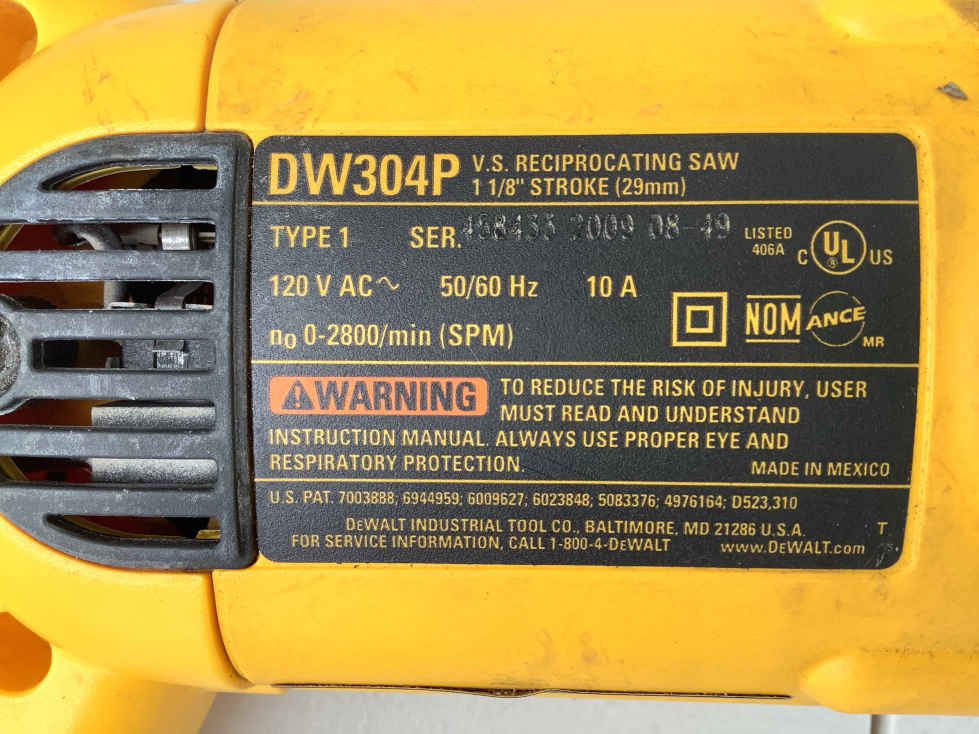 DW304P V.S. RECIPROCATING SAW
1 1/8" STROKE (29mm)
TYPE 1 SER. 2009 08-49 LISTED 406A C UL US
120 V AC~ 50/60 Hz 10 A
NOM ANCE MR
n₀ 0-2800/min (SPM)
WARNING TO REDUCE THE RISK OF INJURY, USER
MUST READ AND UNDERSTAND
INSTRUCTION MANUAL. ALWAYS USE PROPER EYE AND
RESPIRATORY PROTECTION. MADE IN MEXICO
U.S. PAT. 7003888; 6944959; 6009627; 6023848; 5083376; 4976164; D523,310
DEWALT INDUSTRIAL TOOL CO., BALTIMORE, MD 21286 U.S.A. T
FOR SERVICE INFORMATION, CALL 1-800-4-DEWALT www.DEWALT.com